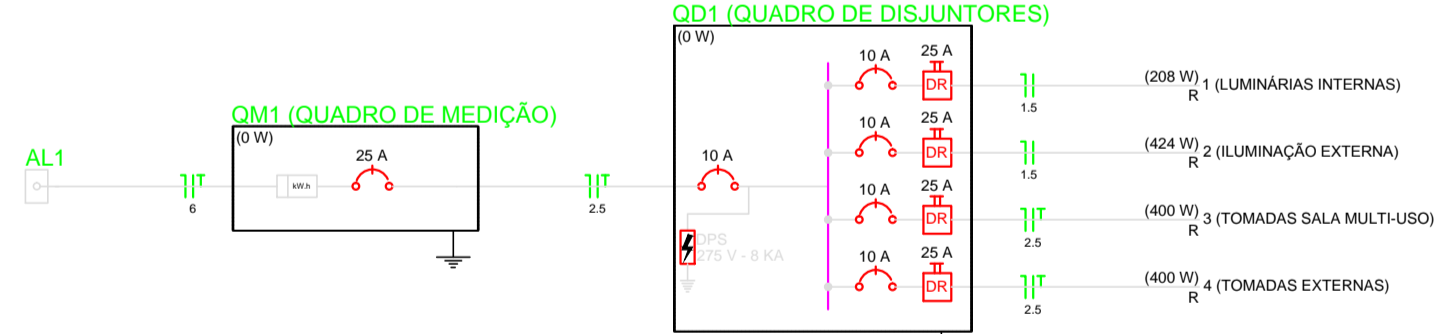 QD1 (QUADRO DE DISJUNTORES)
(0 W)
10 A
25 A
DR
1.5
(208 W)
R
1 (LUMINÁRIAS INTERNAS)
QM1 (QUADRO DE MEDIÇÃO)
(0 W)
10 A
25 A
DR
1.5
(424 W)
R
2 (ILUMINAÇÃO EXTERNA)
AL1
T
6
kW.h
25 A
T
2.5
10 A
10 A
25 A
DR
T
2.5
(400 W)
R
3 (TOMADAS SALA MULTI-USO)
DPS
275 V - 8 KA
10 A
25 A
DR
T
2.5
(400 W)
R
4 (TOMADAS EXTERNAS)